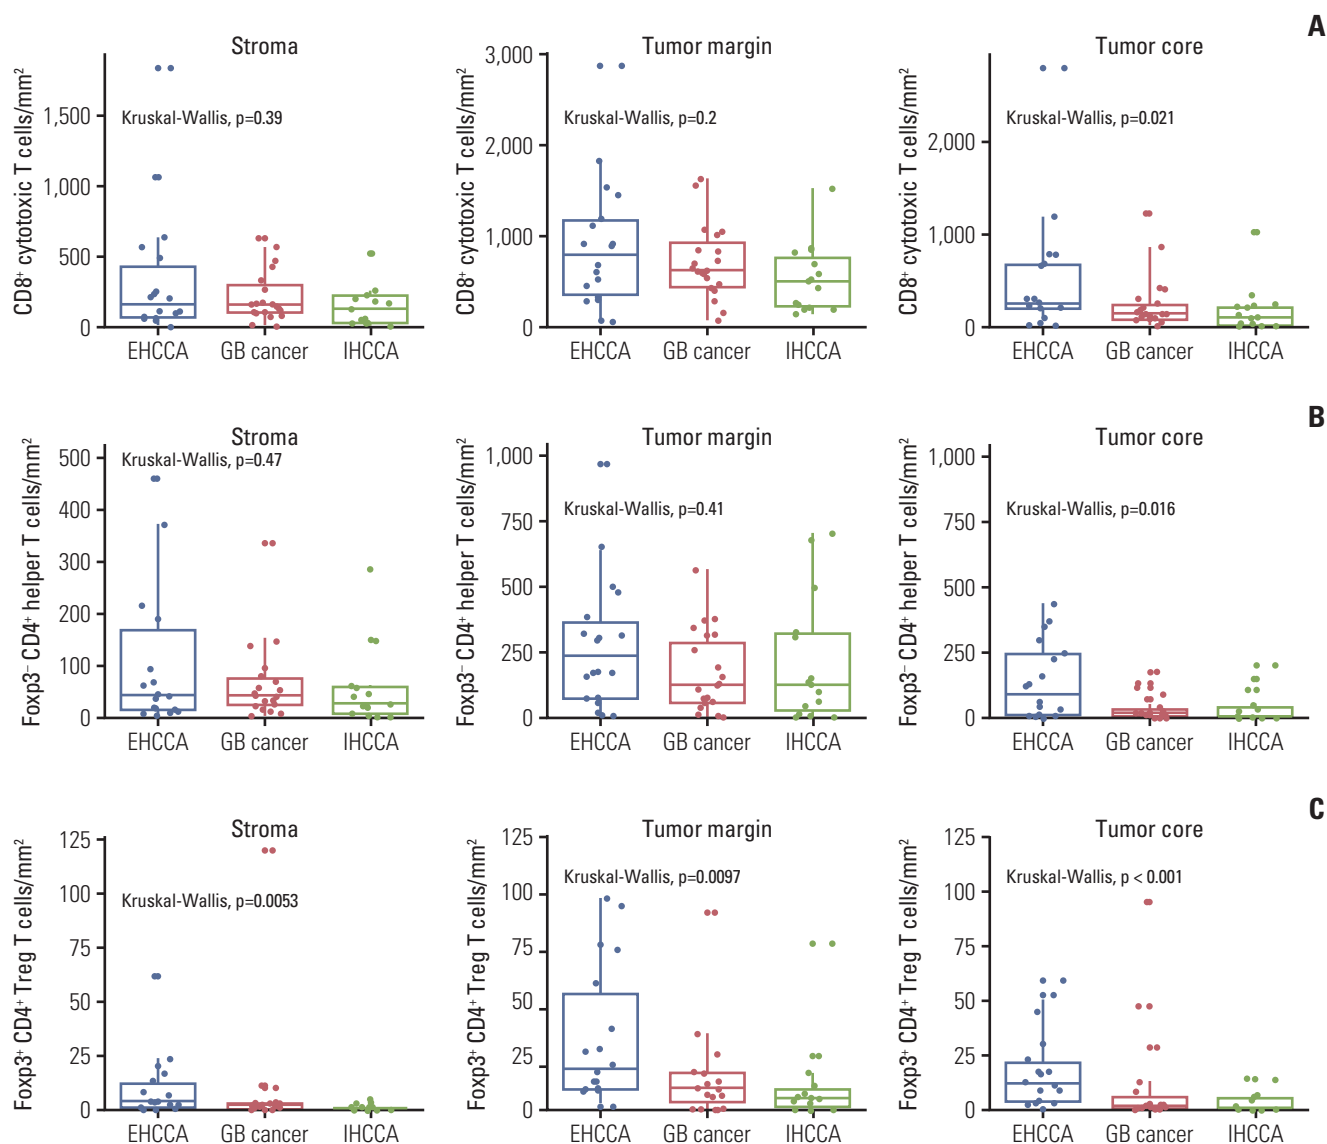 A
Stroma
CD8⁺ cytotoxic T cells/mm²
1,500
1,000
500
0
Kruskal-Wallis, p=0.39
EHCCA GB cancer IHCCA
Tumor margin
CD8⁺ cytotoxic T cells/mm²
3,000
2,000
1,000
0
Kruskal-Wallis, p=0.2
EHCCA GB cancer IHCCA
Tumor core
CD8⁺ cytotoxic T cells/mm²
2,000
1,000
0
Kruskal-Wallis, p=0.021
EHCCA GB cancer IHCCA
B
Stroma
Foxp3⁻ CD4⁺ helper T cells/mm²
500
400
300
200
100
0
Kruskal-Wallis, p=0.47
EHCCA GB cancer IHCCA
Tumor margin
Foxp3⁻ CD4⁺ helper T cells/mm²
1,000
750
500
250
0
Kruskal-Wallis, p=0.41
EHCCA GB cancer IHCCA
Tumor core
Foxp3⁻ CD4⁺ helper T cells/mm²
1,000
750
500
250
0
Kruskal-Wallis, p=0.016
EHCCA GB cancer IHCCA
C
Stroma
Foxp3⁺ CD4⁺ Treg T cells/mm²
125
100
75
50
25
0
Kruskal-Wallis, p=0.0053
EHCCA GB cancer IHCCA
Tumor margin
Foxp3⁺ CD4⁺ Treg T cells/mm²
125
100
75
50
25
0
Kruskal-Wallis, p=0.0097
EHCCA GB cancer IHCCA
Tumor core
Foxp3⁺ CD4⁺ Treg T cells/mm²
125
100
75
50
25
0
Kruskal-Wallis, p < 0.001
EHCCA GB cancer IHCCA